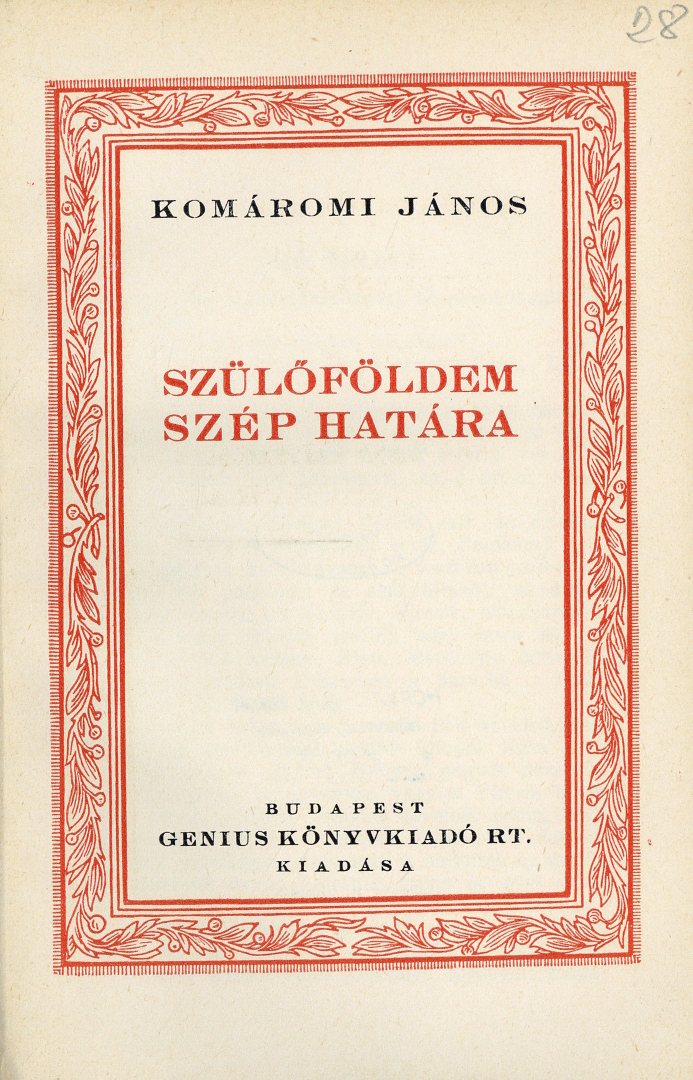 28
KOMÁROMI JÁNOS
SZÜLŐFÖLDEM
SZÉP HATÁRA
BUDAPEST
GENIUS KÖNYVKIADÓ RT.
KIADÁSA